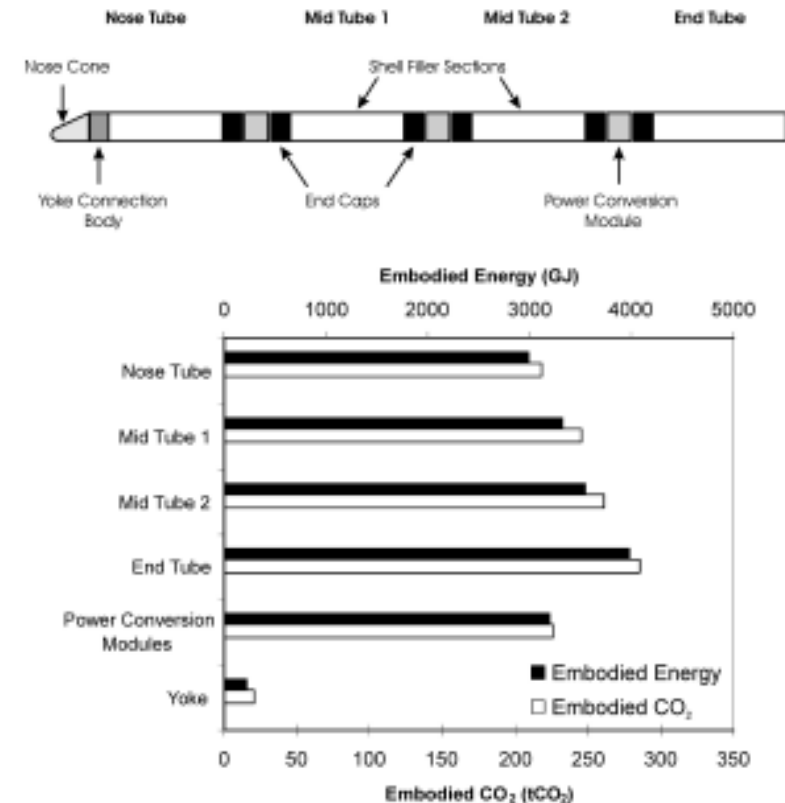 Nose Tube Mid Tube 1 Mid Tube 2 End Tube
Nose Cone Shell Filler Sections
Yoke Connection End Caps Power Conversion
Body Module
Embodied Energy (GJ)
0 1000 2000 3000 4000 5000
Nose Tube
Mid Tube 1
Mid Tube 2
End Tube
Power Conversion
Modules
Yoke
Embodied Energy
Embodied CO₂
0 50 100 150 200 250 300 350
Embodied CO₂ (tCO₂)